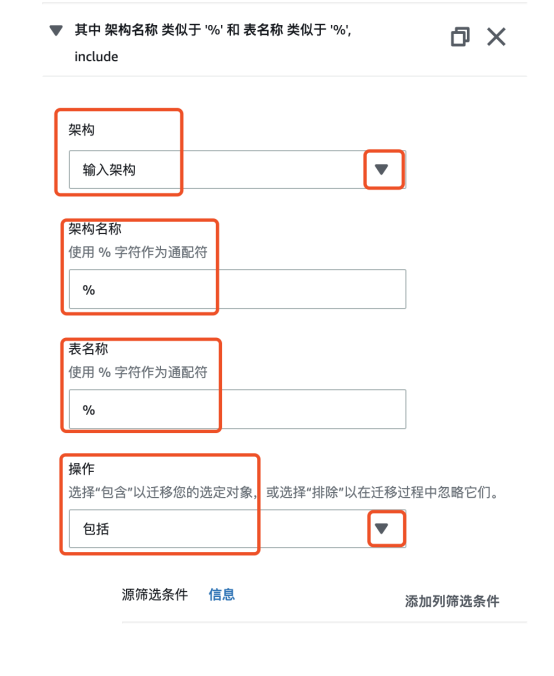 其中 架构名称 类似于 '%' 和 表名称 类似于 '%',
include
架构
输入架构
架构名称
使用 % 字符作为通配符
%
表名称
使用 % 字符作为通配符
%
操作
选择“包含”以迁移您的选定对象，或选择“排除”以在迁移过程中忽略它们。
包括
源筛选条件 信息
添加列筛选条件